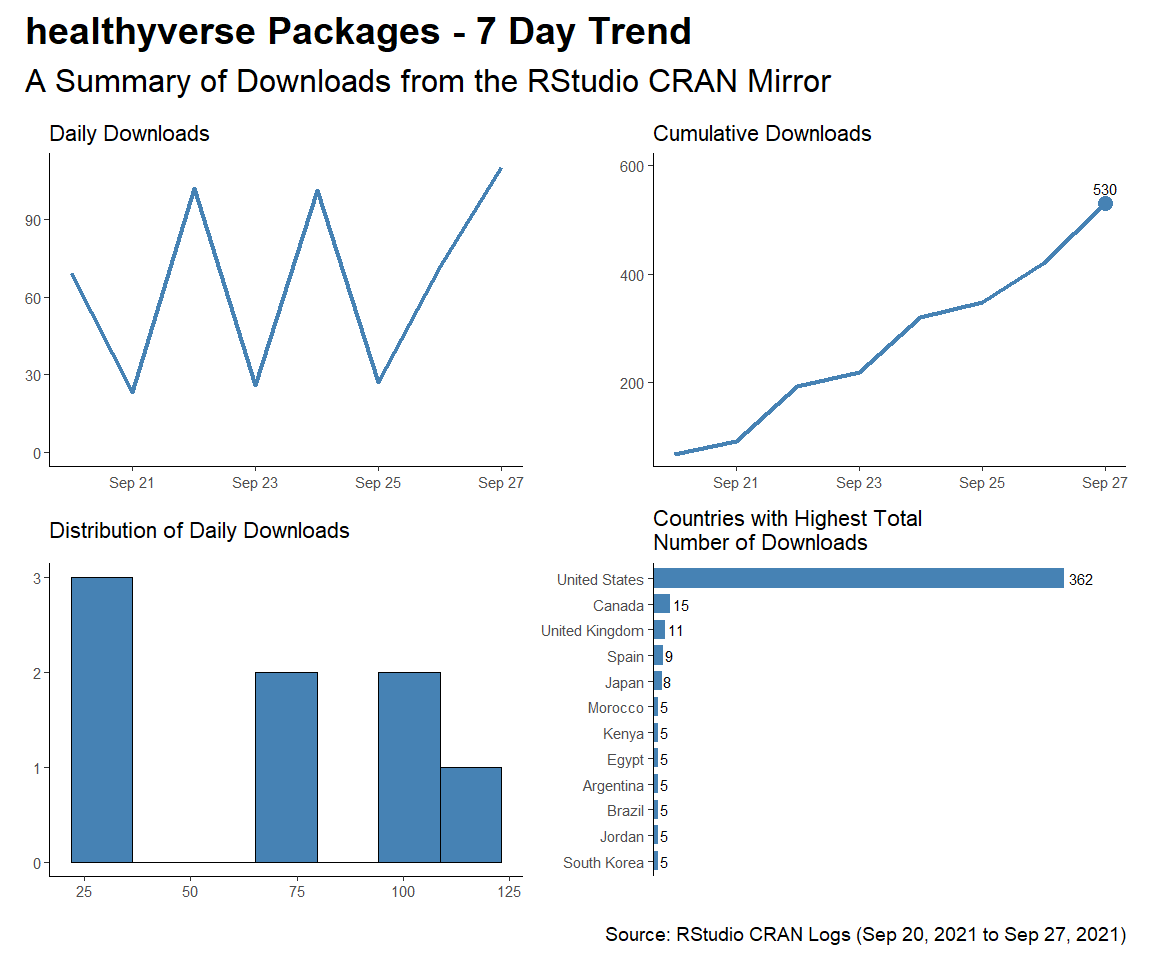 healthyverse Packages - 7 Day Trend
A Summary of Downloads from the RStudio CRAN Mirror
Daily Downloads
90
60
30
0
Sep 21 Sep 23 Sep 25 Sep 27
Cumulative Downloads
600
530
400
200
Sep 21 Sep 23 Sep 25 Sep 27
Distribution of Daily Downloads
3
2
1
0
25 50 75 100 125
Countries with Highest Total
Number of Downloads
United States 362
Canada 15
United Kingdom 11
Spain 9
Japan 8
Morocco 5
Kenya 5
Egypt 5
Argentina 5
Brazil 5
Jordan 5
South Korea 5
Source: RStudio CRAN Logs (Sep 20, 2021 to Sep 27, 2021)